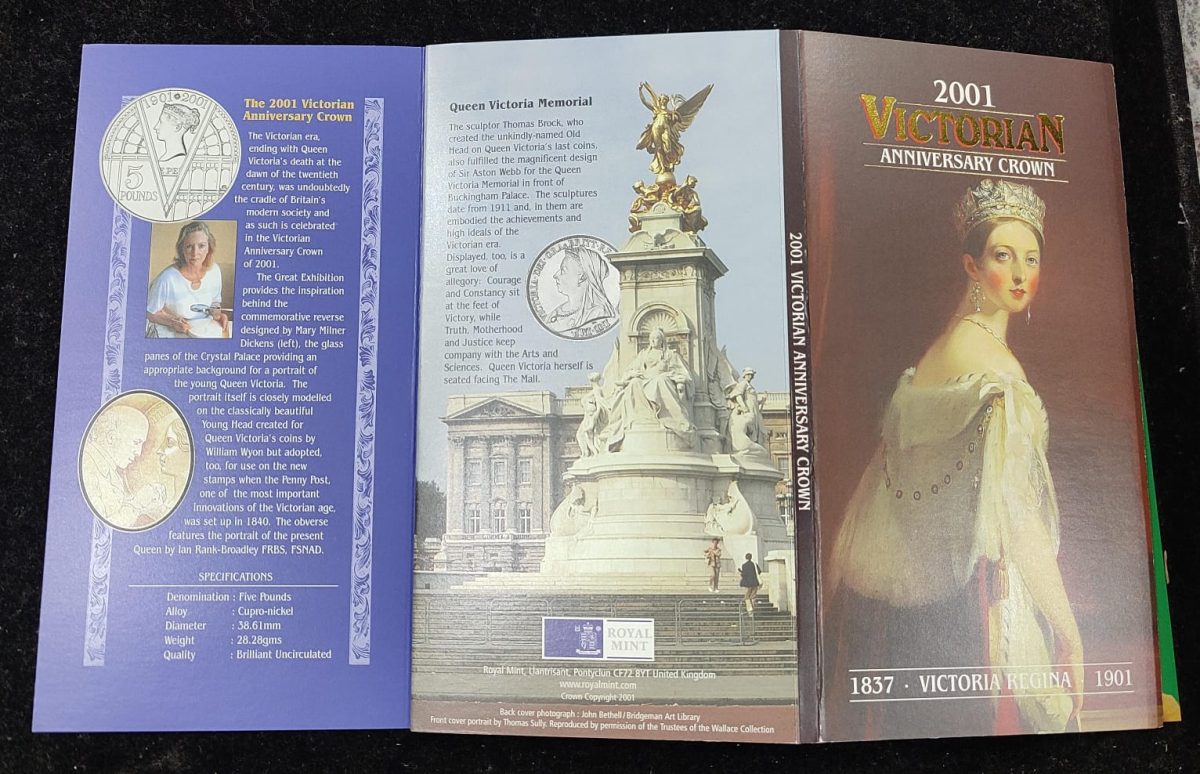 1901·2001
5
POUNDS
The 2001 Victorian
Anniversary Crown
The Victorian era,
ending with Queen
Victoria's death at the
dawn of the twentieth
century, was undoubtedly
the cradle of Britain's
modern society and
as such is celebrated
in the Victorian
Anniversary Crown
of 2001.
The Great Exhibition
provides the inspiration
behind the
commemorative reverse
designed by Mary Milner
Dickens (left), the glass
panes of the Crystal Palace providing an
appropriate background for a portrait of
the young Queen Victoria. The
portrait itself is closely modelled
on the classically beautiful
Young Head created for
Queen Victoria's coins by
William Wyon but adopted,
too, for use on the new
stamps when the Penny Post,
one of the most important
innovations of the Victorian age,
was set up in 1840. The obverse
features the portrait of the present
Queen by Ian Rank-Broadley FRBS, FSNAD.
SPECIFICATIONS
Denomination : Five Pounds
Alloy : Cupro-nickel
Diameter : 38.61mm
Weight : 28.28gms
Quality : Brilliant Uncirculated
Queen Victoria Memorial
The sculptor Thomas Brock, who
created the unkindly-named Old
Head on Queen Victoria's last coins,
also fulfilled the magnificent design
of Sir Aston Webb for the Queen
Victoria Memorial in front of
Buckingham Palace. The sculptures
date from 1911 and, in them are
embodied the achievements and
high ideals of the
Victorian era.
Displayed, too, is a
great love of
allegory: Courage
and Constancy sit
at the feet of
Victory, while
Truth, Motherhood
and Justice keep
company with the Arts and
Sciences. Queen Victoria herself is
seated facing The Mall.
ROYAL
MINT
Royal Mint, Llantrisant, Pontyclun CF72 8YT United Kingdom
www.royalmint.com
Crown Copyright 2001
Back cover photograph : John Bethell/Bridgeman Art Library
Front cover portrait by Thomas Sully. Reproduced by permission of the Trustees of the Wallace Collection
2001 VICTORIAN ANNIVERSARY CROWN
2001
VICTORIAN
ANNIVERSARY CROWN
1837 · VICTORIA REGINA · 1901